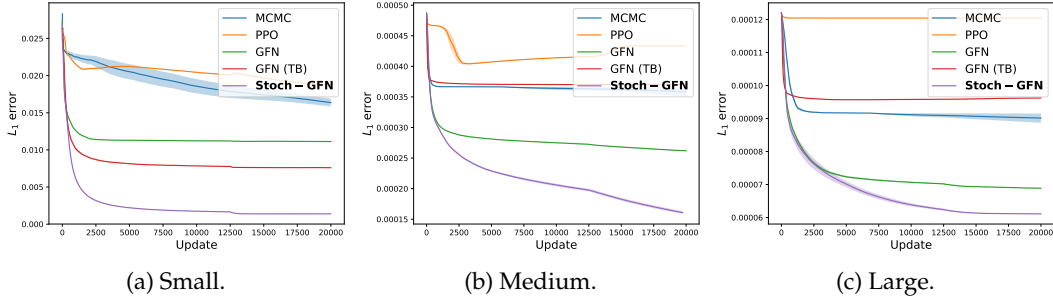 0.025
0.020
0.015
0.010
0.005
0.000
L₁ error
0 2500 5000 7500 10000 12500 15000 17500 20000
Update
MCMC
PPO
GFN
GFN (TB)
Stoch − GFN
(a) Small.
0.00050
0.00045
0.00040
0.00035
0.00030
0.00025
0.00020
0.00015
L₁ error
0 2500 5000 7500 10000 12500 15000 17500 20000
Update
MCMC
PPO
GFN
GFN (TB)
Stoch − GFN
(b) Medium.
0.00012
0.00011
0.00010
0.00009
0.00008
0.00007
0.00006
L₁ error
0 2500 5000 7500 10000 12500 15000 17500 20000
Update
MCMC
PPO
GFN
GFN (TB)
Stoch − GFN
(c) Large.